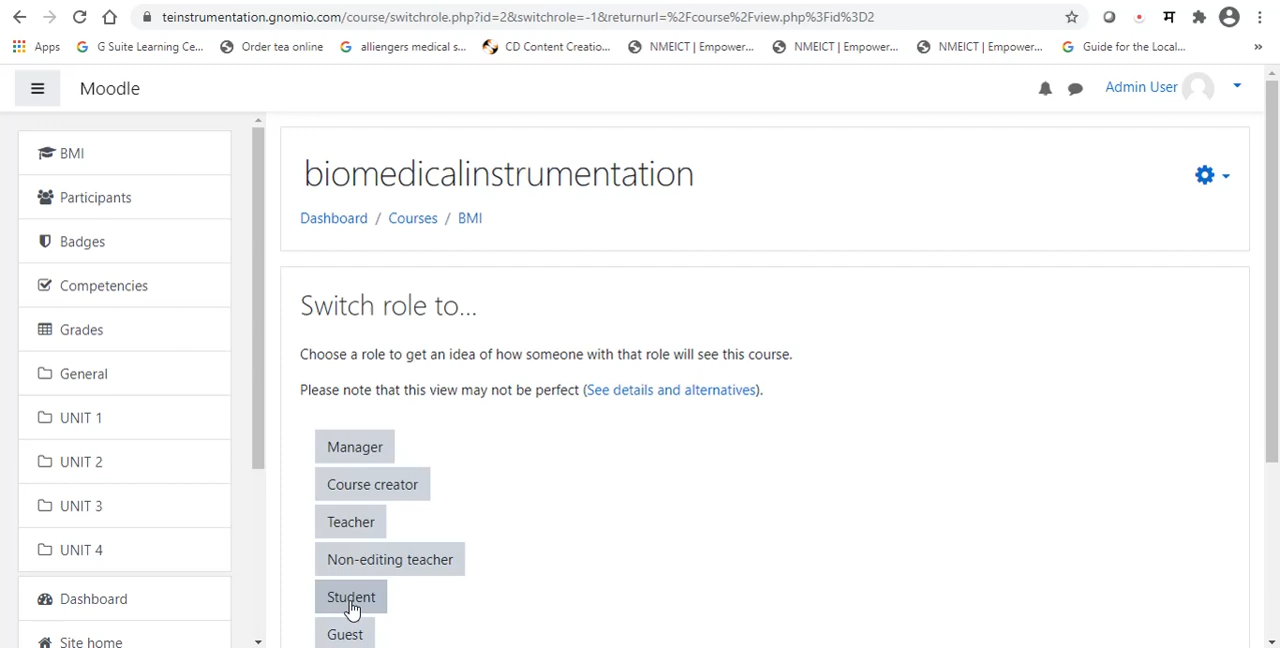 teinstrumentation.gnomio.com/course/switchrole.php?id=2&switchrole=-1&returnurl=%2Fcourse%2Fview.php%3Fid%3D2
म
Apps G Suite Learning Ce... Order tea online alliengers medical s... CD Content Creatio... NMEICT | Empower... NMEICT | Empower... NMEICT | Empower... Guide for the Local... »
Moodle
Admin User
BMI
Participants
Badges
Competencies
Grades
General
UNIT 1
UNIT 2
UNIT 3
UNIT 4
Dashboard
Site home
biomedicalinstrumentation
Dashboard / Courses / BMI
Switch role to...
Choose a role to get an idea of how someone with that role will see this course.
Please note that this view may not be perfect (See details and alternatives).
Manager
Course creator
Teacher
Non-editing teacher
Student
Guest